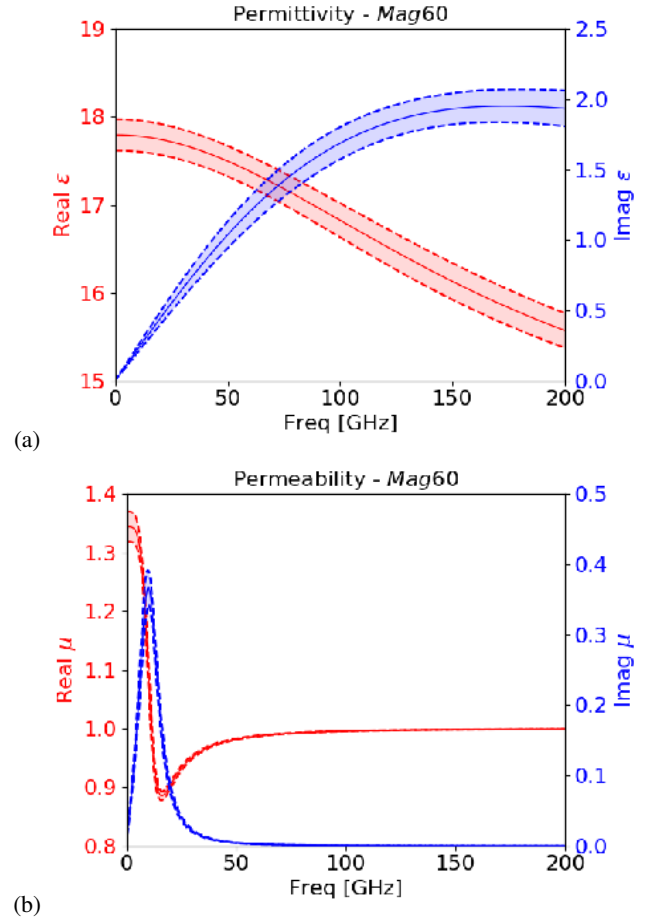 Permittivity - Mag60
19
18
17
16
15
Real ε
2.5
2.0
1.5
1.0
0.5
0.0
Imag ε
0 50 100 150 200
Freq [GHz]
(a)
Permeability - Mag60
1.4
1.3
1.2
1.1
1.0
0.9
0.8
Real μ
0.5
0.4
0.3
0.2
0.1
0.0
Imag μ
0 50 100 150 200
Freq [GHz]
(b)